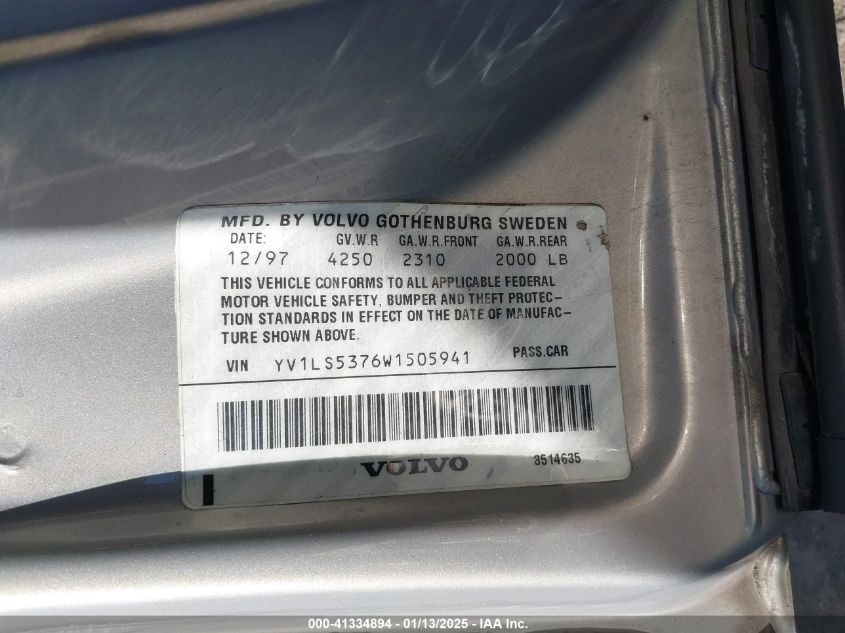 MFD. BY VOLVO GOTHENBURG SWEDEN
DATE: GV.W.R GA.W.R.FRONT GA.W.R.REAR
12/97 4250 2310 2000 LB
THIS VEHICLE CONFORMS TO ALL APPLICABLE FEDERAL
MOTOR VEHICLE SAFETY, BUMPER AND THEFT PROTEC-
TION STANDARDS IN EFFECT ON THE DATE OF MANUFAC-
TURE SHOWN ABOVE.
VIN YV1LS5376W1505941 PASS.CAR
VOLVO 3514635
000-41334894 - 01/13/2025 - © IAA, Inc.